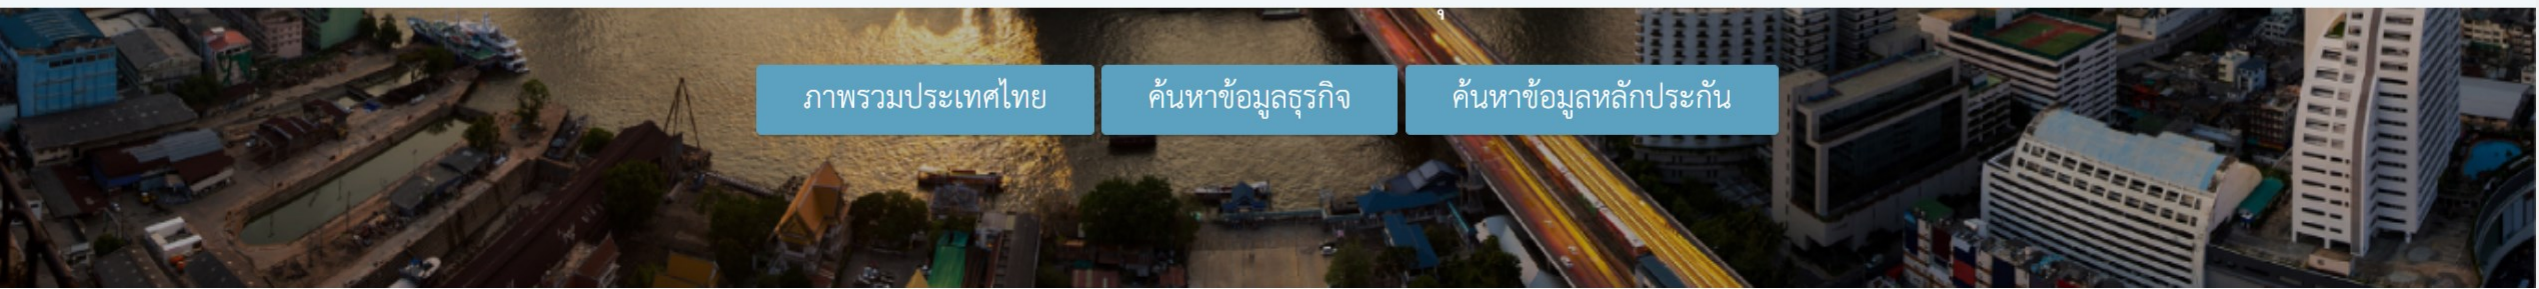 ภาพรวมประเทศไทย ค้นหาข้อมูลธุรกิจ ค้นหาข้อมูลหลักประกัน